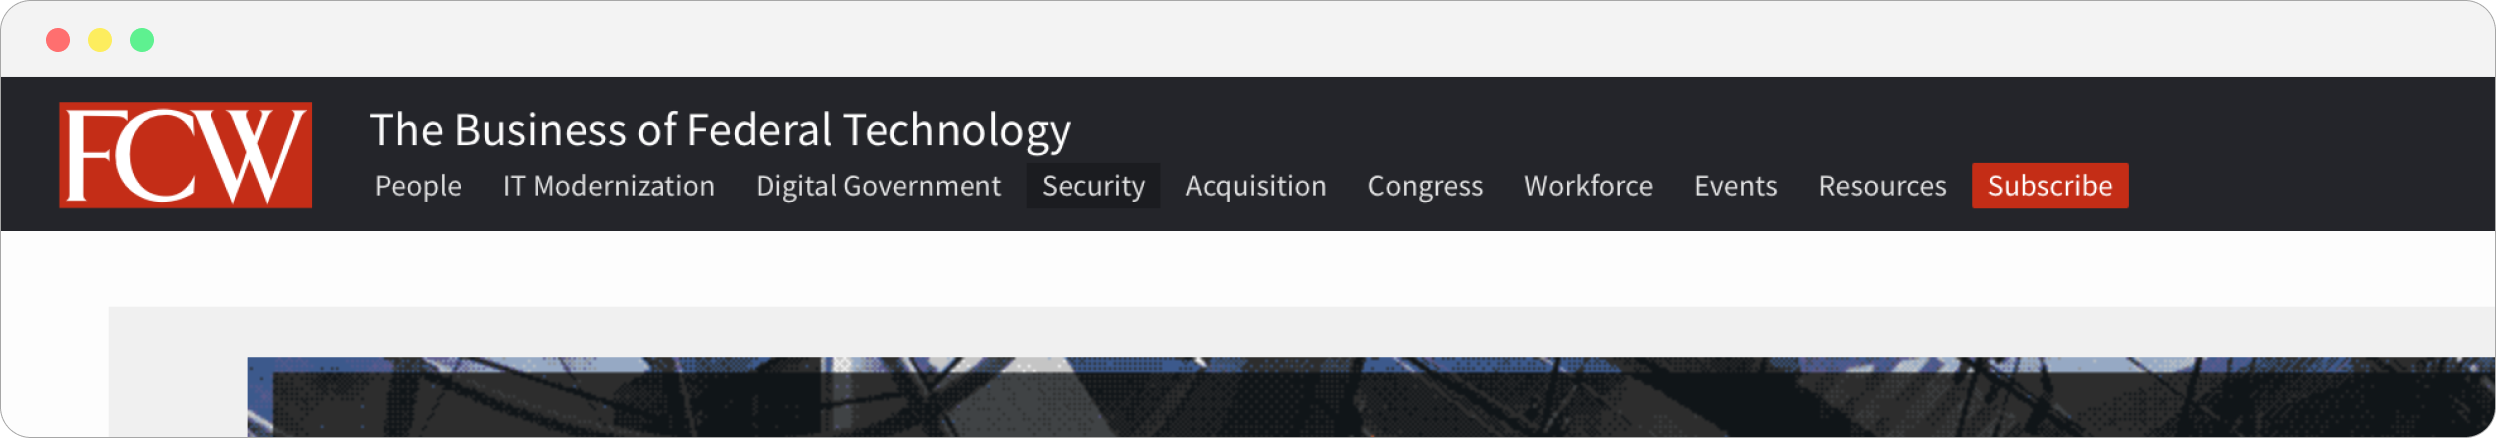 FCW
The Business of Federal Technology
People IT Modernization Digital Government Security Acquisition Congress Workforce Events Resources Subscribe